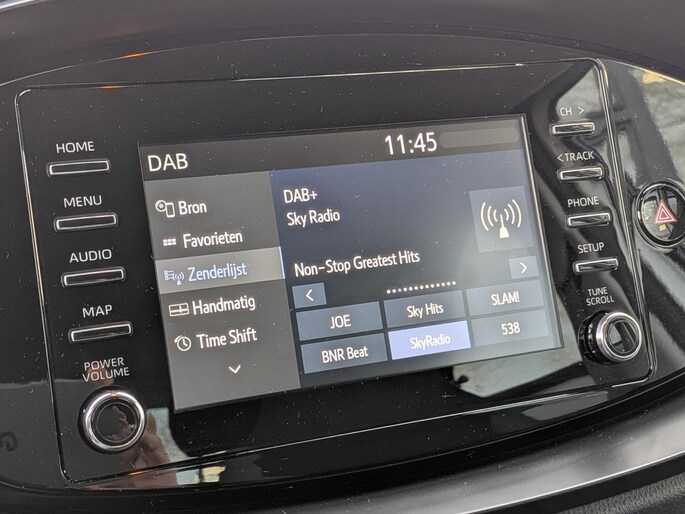 HOME
MENU
AUDIO
MAP
POWER
VOLUME
DAB
11:45
Bron
Favorieten
Zenderlijst
Handmatig
Time Shift
DAB+
Sky Radio
Non-Stop Greatest Hits
<
>
JOE
Sky Hits
SLAM!
BNR Beat
SkyRadio
538
CH >
<TRACK
PHONE
SETUP
TUNE
SCROLL